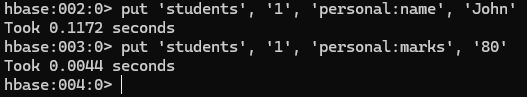 hbase:002:0> put 'students', '1', 'personal:name', 'John'
Took 0.1172 seconds
hbase:003:0> put 'students', '1', 'personal:marks', '80'
Took 0.0044 seconds
hbase:004:0>